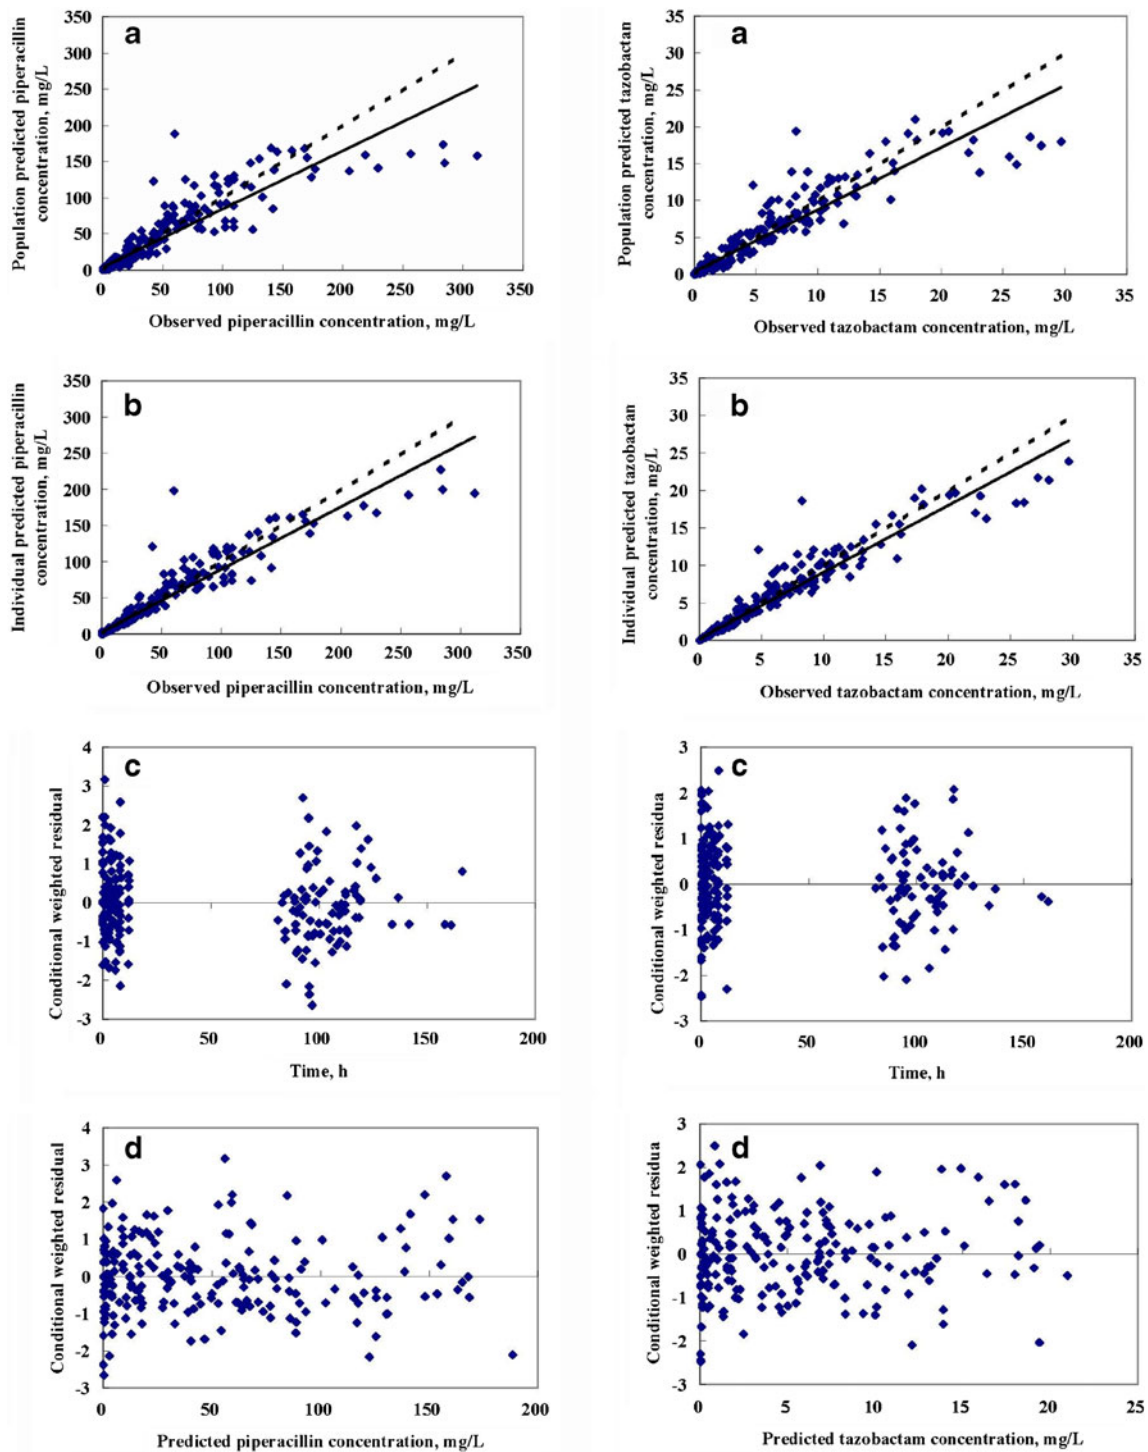 a
Population predicted piperacillin
concentration, mg/L
350
300
250
200
150
100
50
0
0 50 100 150 200 250 300 350
Observed piperacillin concentration, mg/L
a
Population predicted tazobactan
concentration, mg/L
35
30
25
20
15
10
5
0
0 5 10 15 20 25 30 35
Observed tazobactam concentration, mg/L
b
Individual predicted piperacillin
concentration, mg/L
350
300
250
200
150
100
50
0
0 50 100 150 200 250 300 350
Observed piperacillin concentration, mg/L
b
Individual predicted tazobactan
concentration, mg/L
35
30
25
20
15
10
5
0
0 5 10 15 20 25 30 35
Observed tazobactam concentration, mg/L
c
Conditional weighted residual
4
3
2
1
0
-1
-2
-3
0 50 100 150 200
Time, h
c
Conditional weighted residua
3
2
1
0
-1
-2
-3
0 50 100 150 200
Time, h
d
Conditional weighted residual
4
3
2
1
0
-1
-2
-3
0 50 100 150 200
Predicted piperacillin concentration, mg/L
d
Conditional weighted residua
3
2
1
0
-1
-2
-3
0 5 10 15 20 25
Predicted tazobactam concentration, mg/L